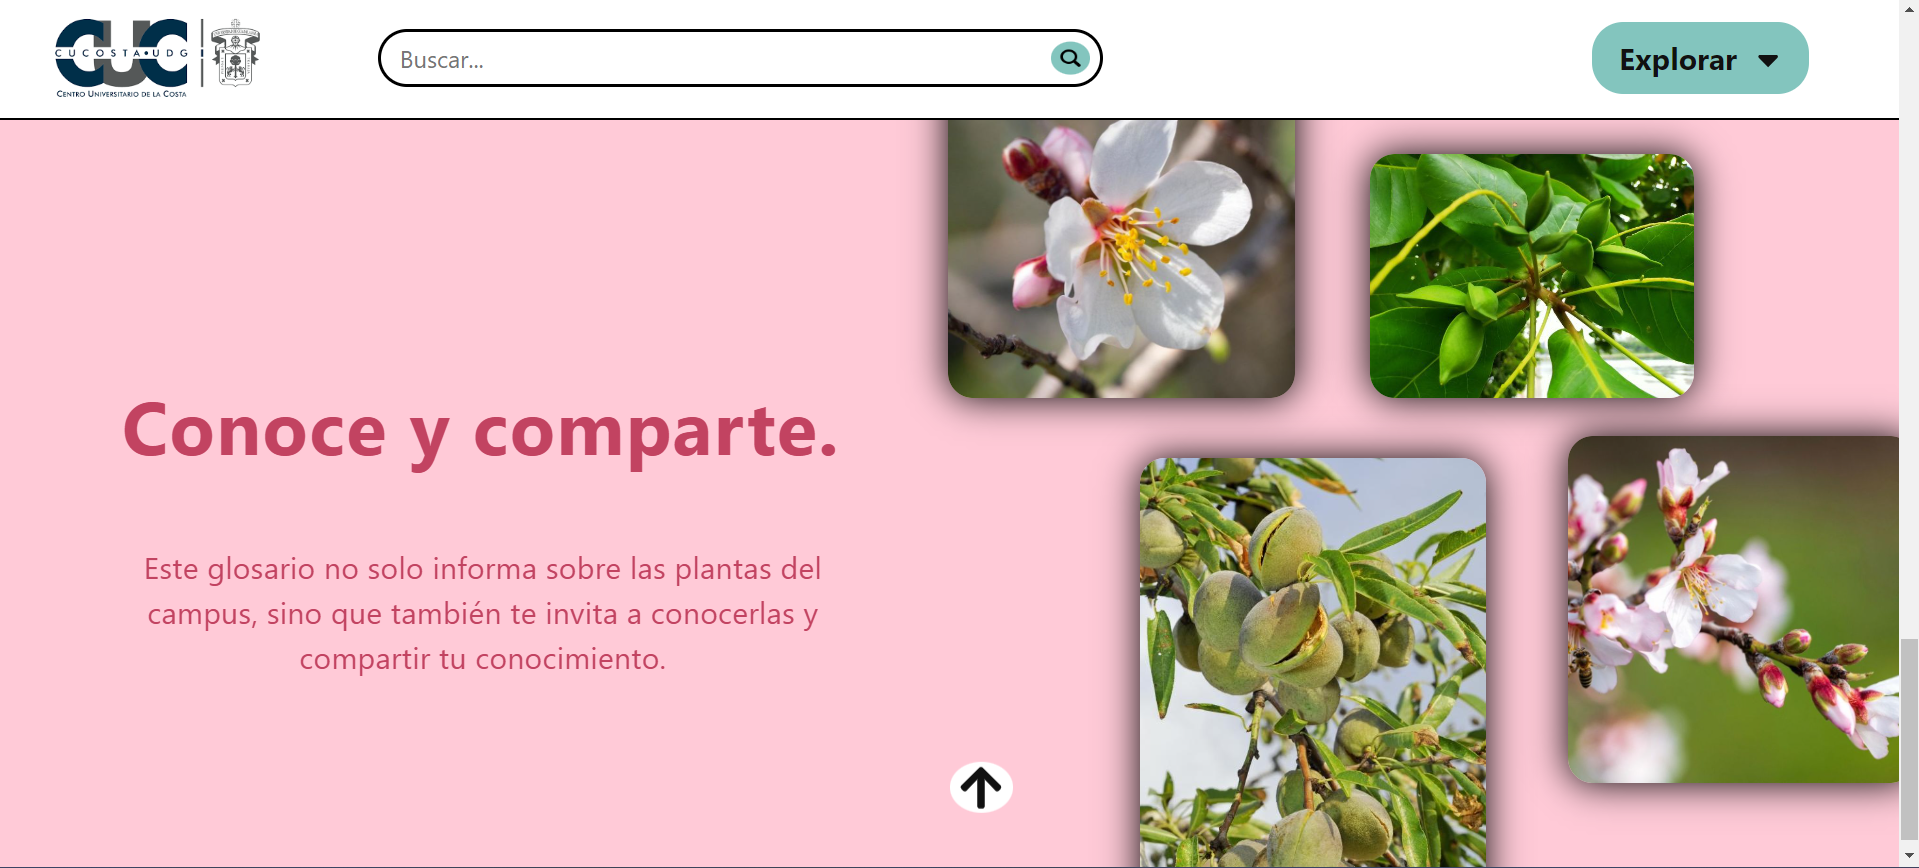 CUCOSTA•UDG
CENTRO UNIVERSITARIO DE LA COSTA
Buscar...
Explorar
Conoce y comparte.
Este glosario no solo informa sobre las plantas del
campus, sino que también te invita a conocerlas y
compartir tu conocimiento.